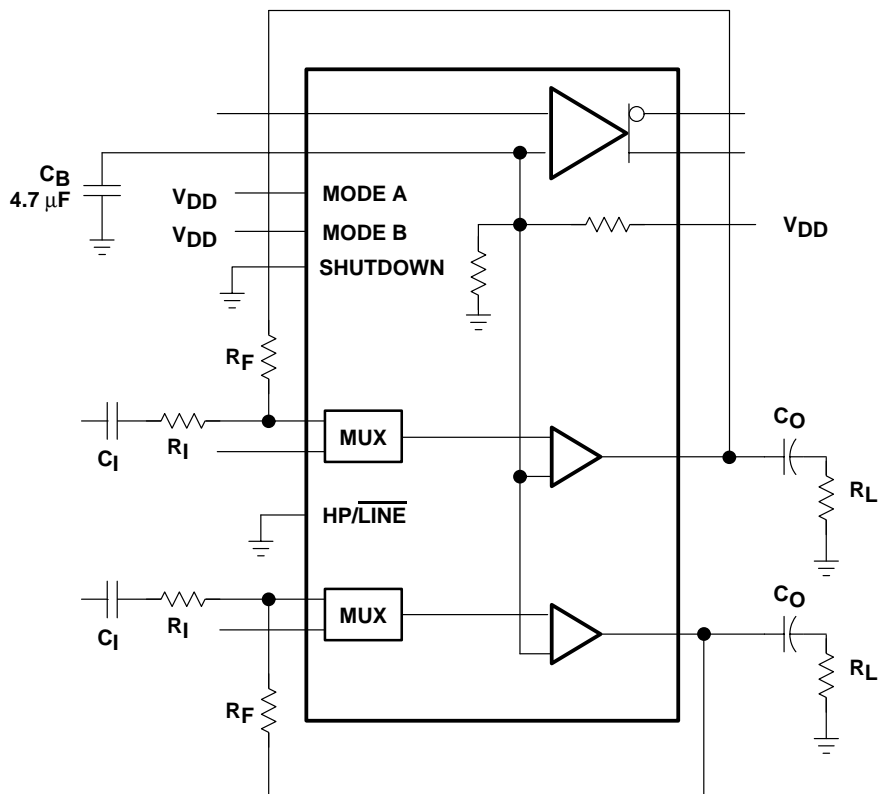 CB
4.7 μF
VDD
MODE A
VDD
MODE B
SHUTDOWN
VDD
RF
CI
RI
MUX
CO
RL
HP/LINE
CI
RI
MUX
CO
RL
RF